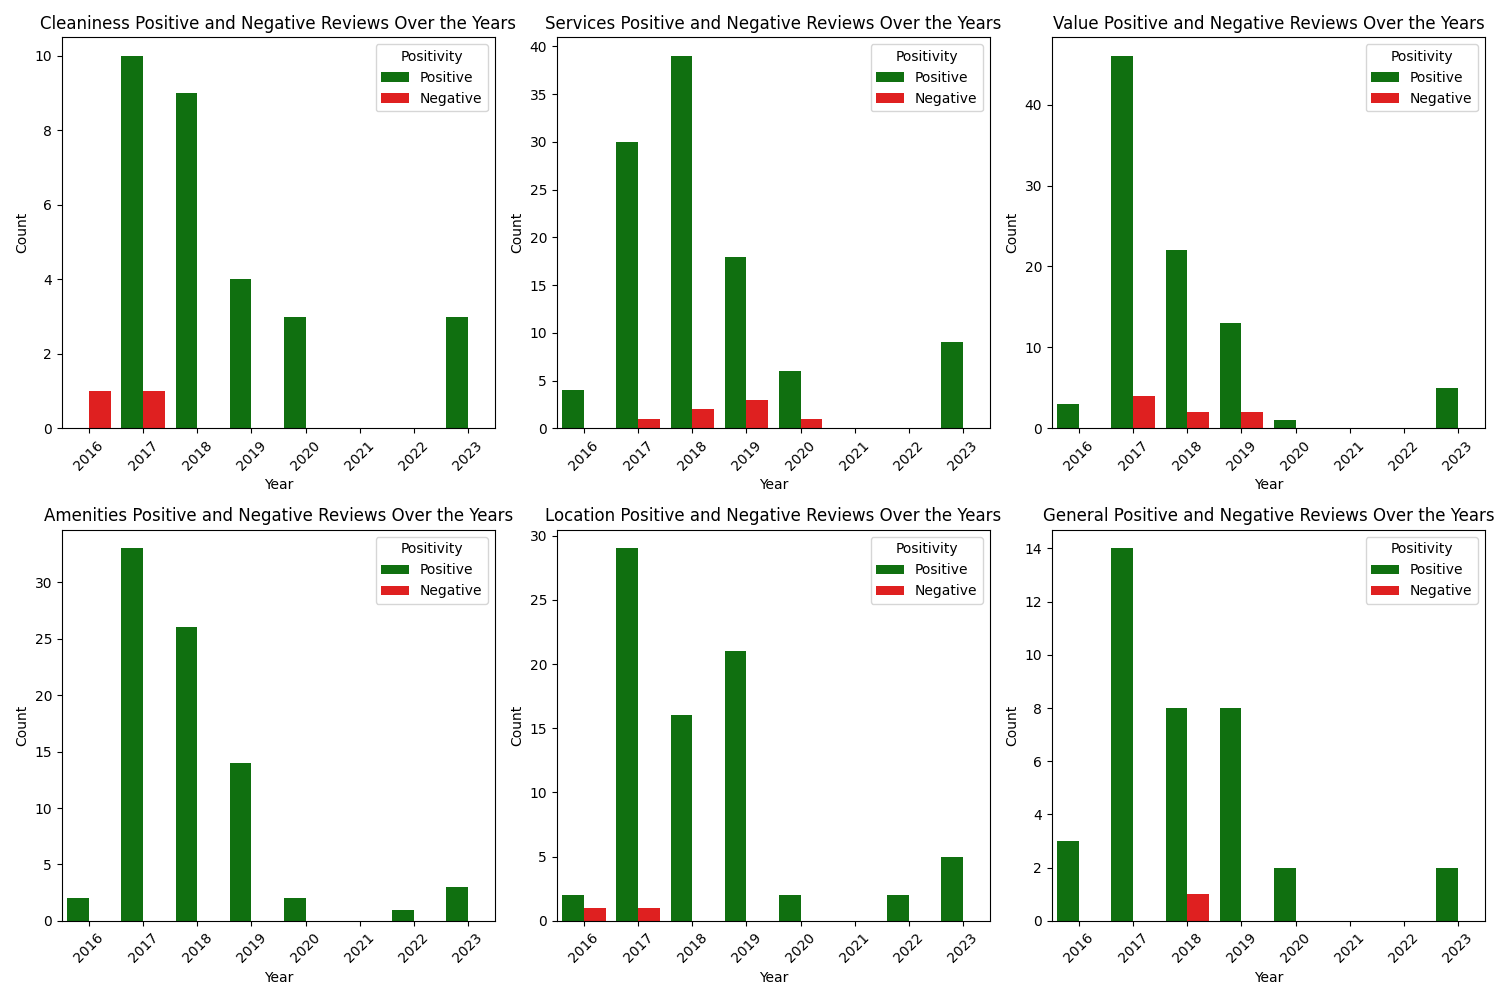 Cleaniness Positive and Negative Reviews Over the Years
Positivity
Positive
Negative
10
8
6
4
2
0
Count
2016
2017
2018
2019
2020
2021
2022
2023
Year
Services Positive and Negative Reviews Over the Years
Positivity
Positive
Negative
40
35
30
25
20
15
10
5
0
Count
2016
2017
2018
2019
2020
2021
2022
2023
Year
Value Positive and Negative Reviews Over the Years
Positivity
Positive
Negative
40
30
20
10
0
Count
2016
2017
2018
2019
2020
2021
2022
2023
Year
Amenities Positive and Negative Reviews Over the Years
Positivity
Positive
Negative
30
25
20
15
10
5
0
Count
2016
2017
2018
2019
2020
2021
2022
2023
Year
Location Positive and Negative Reviews Over the Years
Positivity
Positive
Negative
30
25
20
15
10
5
0
Count
2016
2017
2018
2019
2020
2021
2022
2023
Year
General Positive and Negative Reviews Over the Years
Positivity
Positive
Negative
14
12
10
8
6
4
2
0
Count
2016
2017
2018
2019
2020
2021
2022
2023
Year